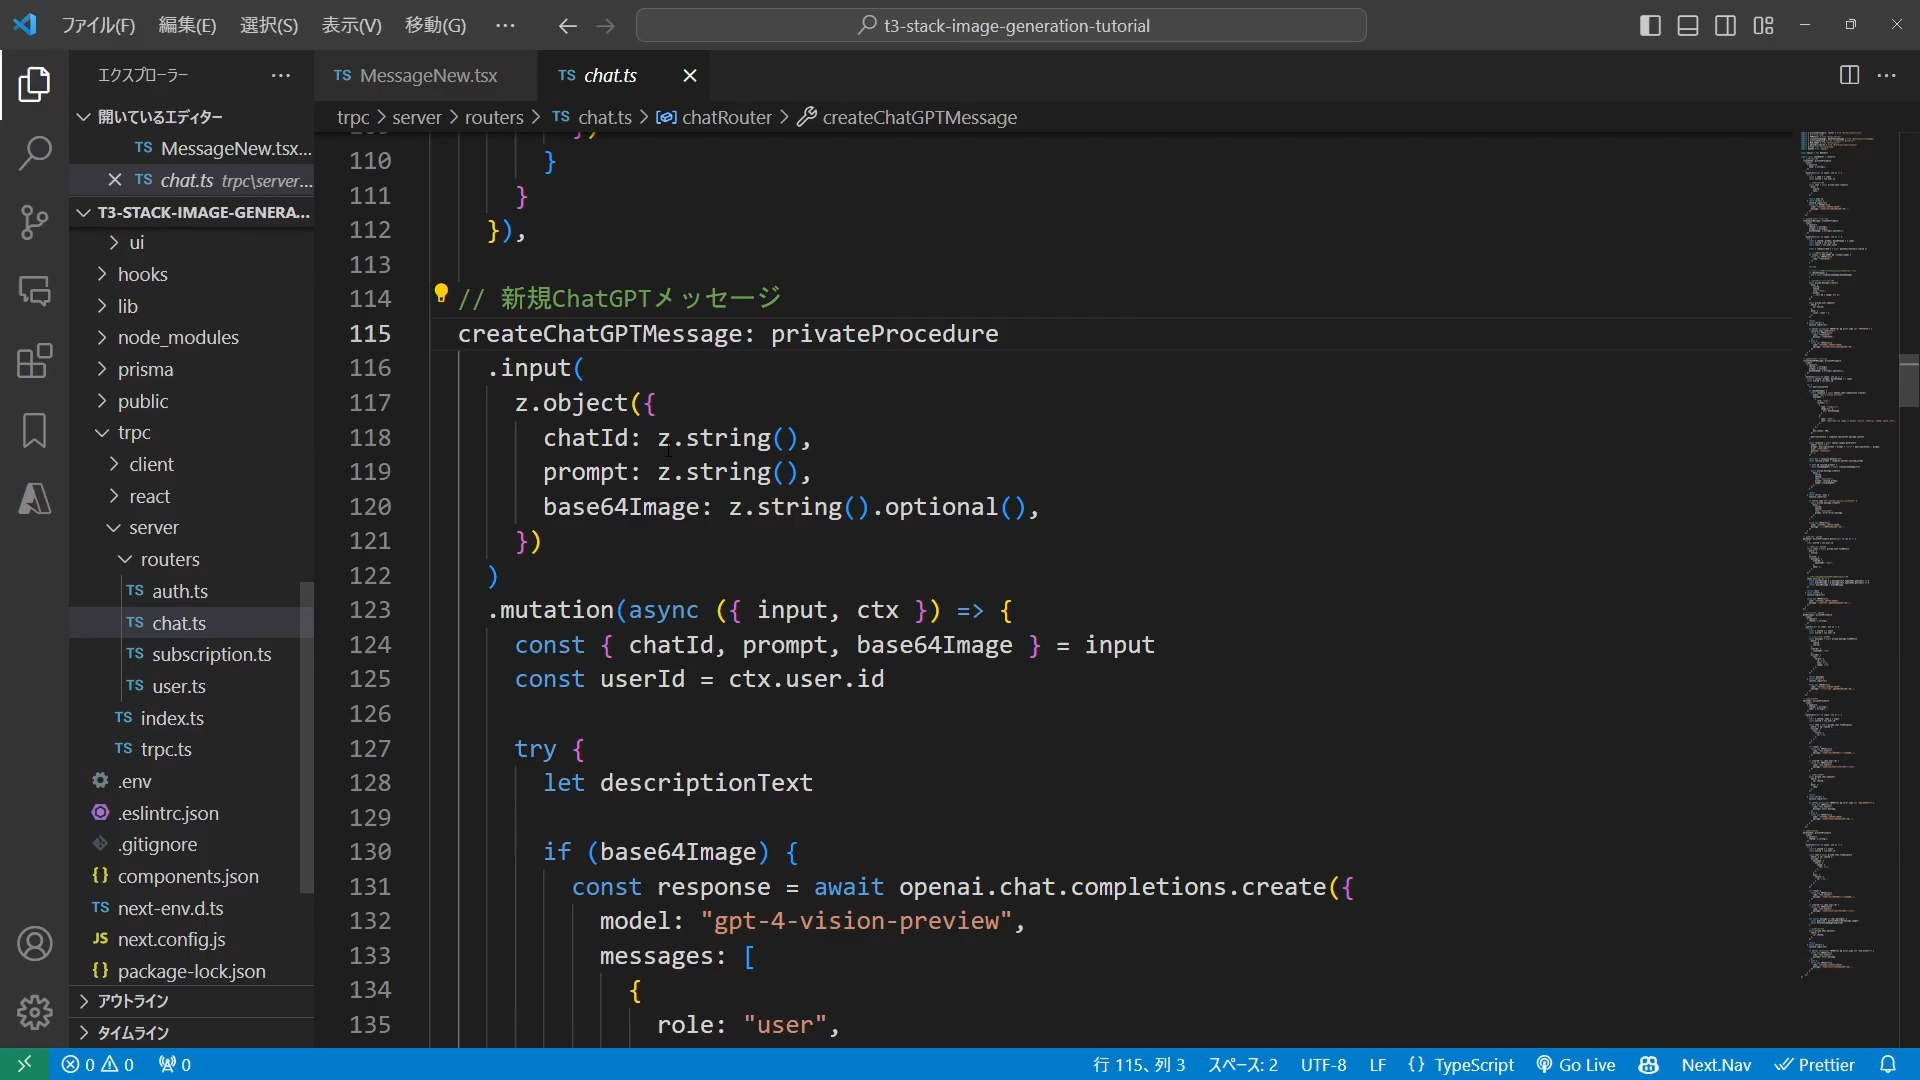 ファイル(F) 編集(E) 選択(S) 表示(V) 移動(G) ··· t3-stack-image-generation-tutorial
エクスプローラー ···
TS MessageNew.tsx TS chat.ts
開いているエディター
TS MessageNew.tsx...
TS chat.ts trpc\server...
T3-STACK-IMAGE-GENERA...
ui
hooks
lib
node_modules
prisma
public
trpc
client
react
server
routers
TS auth.ts
TS chat.ts
TS subscription.ts
TS user.ts
TS index.ts
TS trpc.ts
.env
.eslintrc.json
.gitignore
{} components.json
TS next-env.d.ts
JS next.config.js
{} package-lock.json
アウトライン
タイムライン
trpc > server > routers > TS chat.ts > chatRouter > createChatGPTMessage
110 }
111 }
112 }),
113
114 // 新規ChatGPTメッセージ
115 createChatGPTMessage: privateProcedure
116 .input(
117 z.object({
118 chatId: z.string(),
119 prompt: z.string(),
120 base64Image: z.string().optional(),
121 })
122 )
123 .mutation(async ({ input, ctx }) => {
124 const { chatId, prompt, base64Image } = input
125 const userId = ctx.user.id
126
127 try {
128 let descriptionText
129
130 if (base64Image) {
131 const response = await openai.chat.completions.create({
132 model: "gpt-4-vision-preview",
133 messages: [
134 {
135 role: "user",
0 0 0 行 115、列 3 スペース: 2 UTF-8 LF {} TypeScript Go Live Next.Nav Prettier